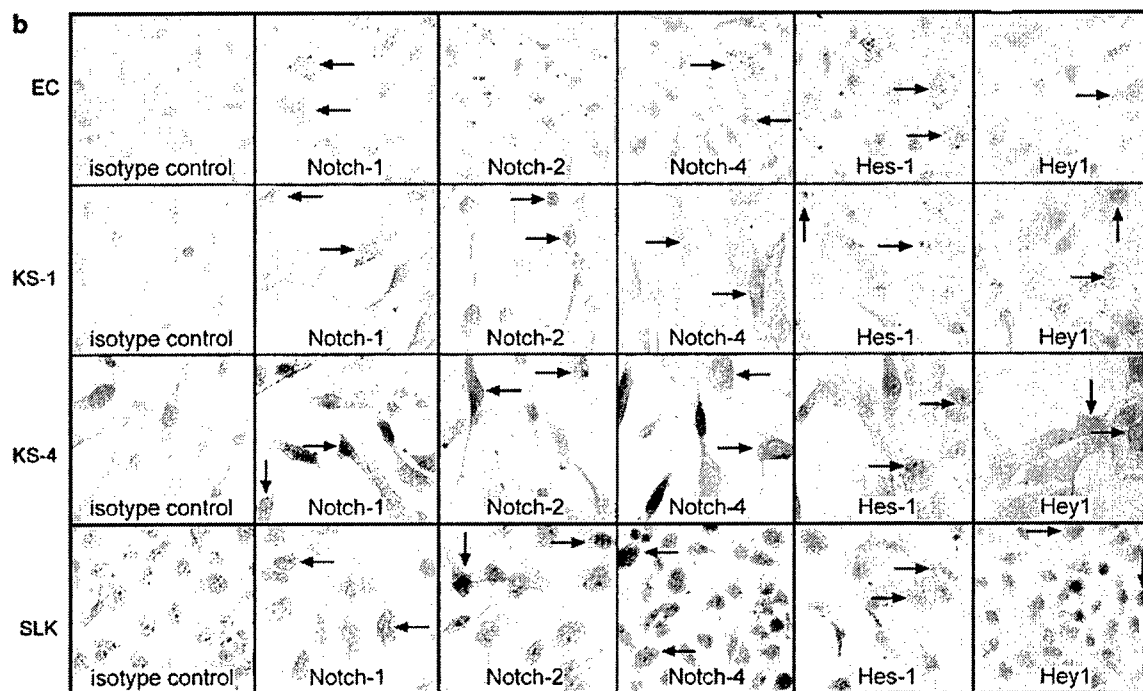 b
EC
isotype control Notch-1 Notch-2 Notch-4 Hes-1 Hey1
KS-1
isotype control Notch-1 Notch-2 Notch-4 Hes-1 Hey1
KS-4
isotype control Notch-1 Notch-2 Notch-4 Hes-1 Hey1
SLK
isotype control Notch-1 Notch-2 Notch-4 Hes-1 Hey1